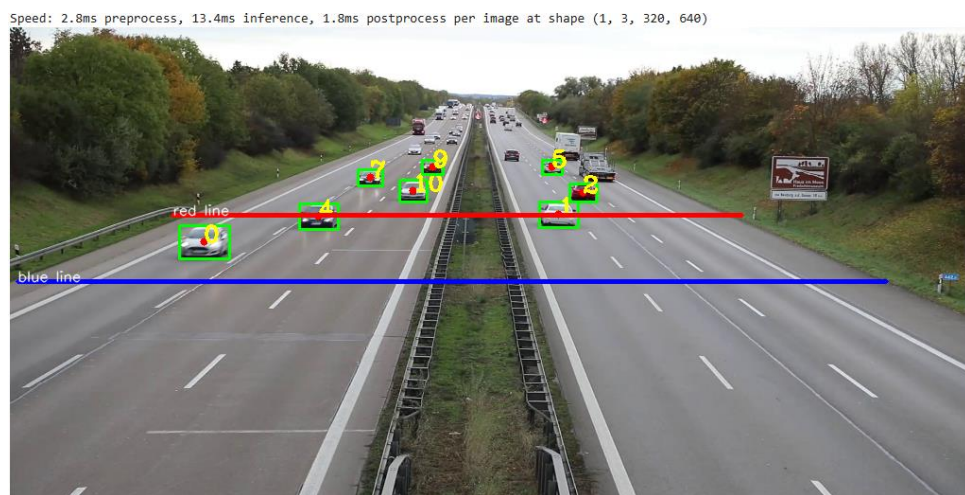 Speed: 2.8ms preprocess, 13.4ms inference, 1.8ms postprocess per image at shape (1, 3, 320, 640)
9
7
5
10
2
4
1
red line
0
blue line